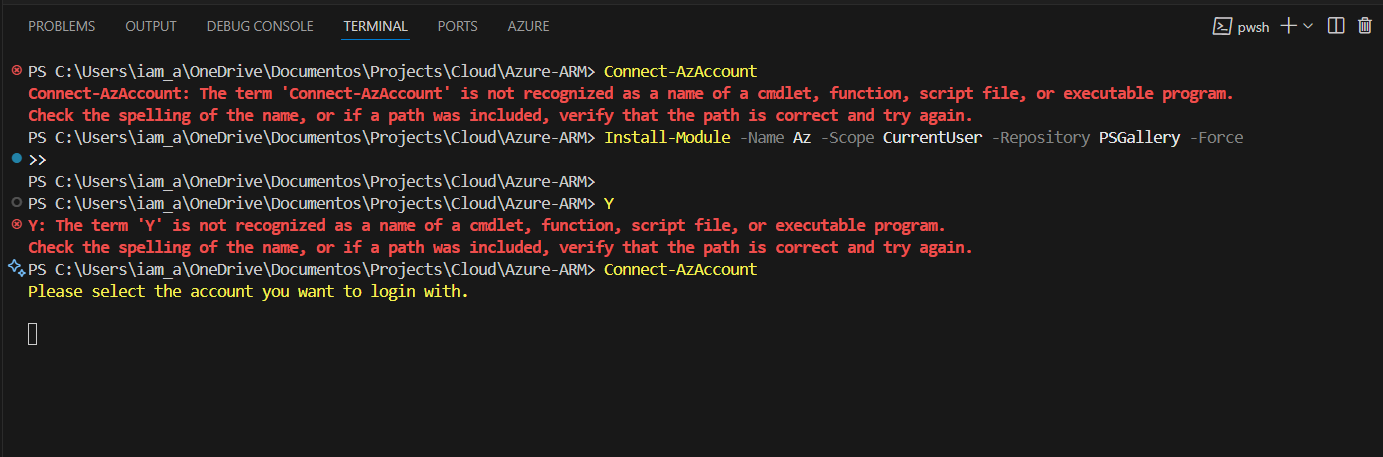 PROBLEMS OUTPUT DEBUG CONSOLE TERMINAL PORTS AZURE pwsh
PS C:\Users\iam_a\OneDrive\Documentos\Projects\Cloud\Azure-ARM> Connect-AzAccount
Connect-AzAccount: The term 'Connect-AzAccount' is not recognized as a name of a cmdlet, function, script file, or executable program.
Check the spelling of the name, or if a path was included, verify that the path is correct and try again.
PS C:\Users\iam_a\OneDrive\Documentos\Projects\Cloud\Azure-ARM> Install-Module -Name Az -Scope CurrentUser -Repository PSGallery -Force
>>
PS C:\Users\iam_a\OneDrive\Documentos\Projects\Cloud\Azure-ARM>
PS C:\Users\iam_a\OneDrive\Documentos\Projects\Cloud\Azure-ARM> Y
Y: The term 'Y' is not recognized as a name of a cmdlet, function, script file, or executable program.
Check the spelling of the name, or if a path was included, verify that the path is correct and try again.
PS C:\Users\iam_a\OneDrive\Documentos\Projects\Cloud\Azure-ARM> Connect-AzAccount
Please select the account you want to login with.